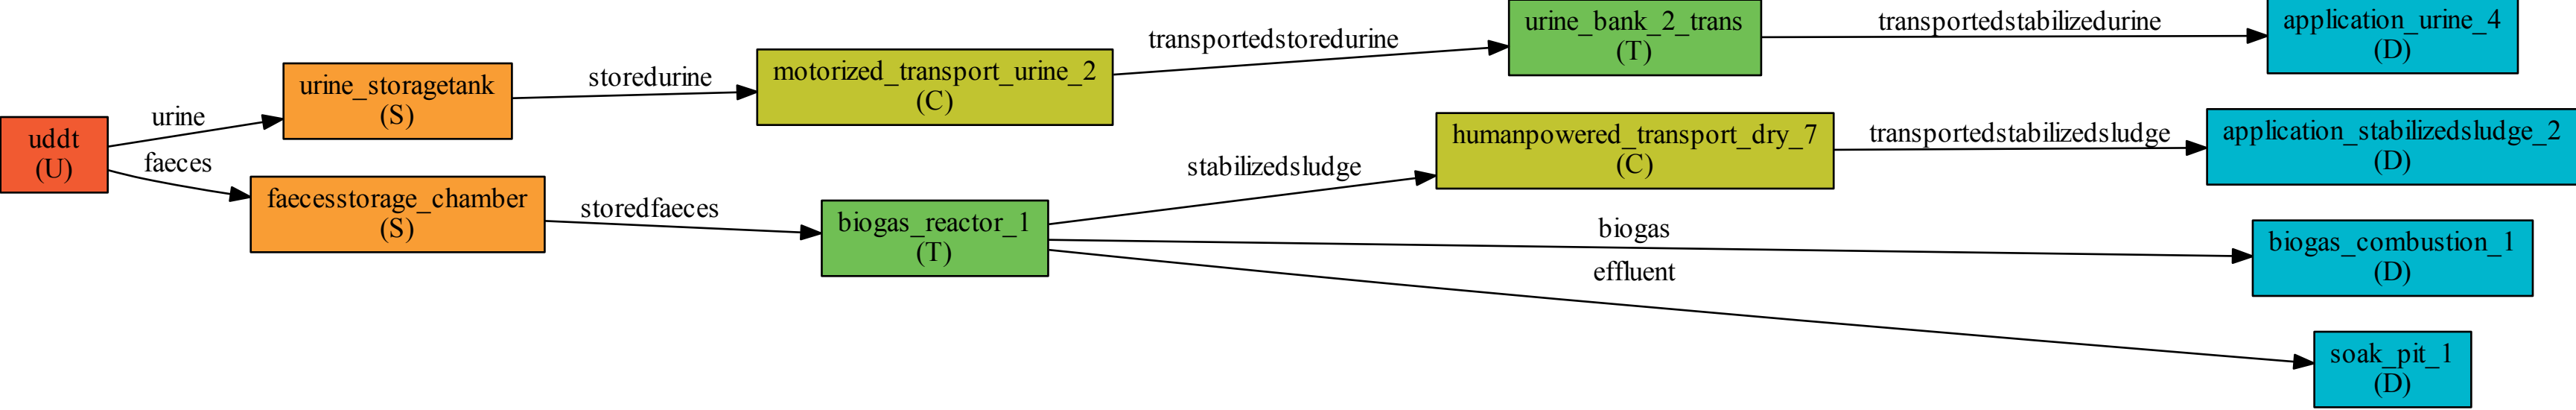 uddt
(U)
urine
faeces
urine_storagetank
(S)
faecesstorage_chamber
(S)
storedurine
storedfaeces
motorized_transport_urine_2
(C)
biogas_reactor_1
(T)
transportedstoredurine
stabilizedsludge
biogas
effluent
urine_bank_2_trans
(T)
humanpowered_transport_dry_7
(C)
transportedstabilizedurine
transportedstabilizedsludge
application_urine_4
(D)
application_stabilizedsludge_2
(D)
biogas_combustion_1
(D)
soak_pit_1
(D)